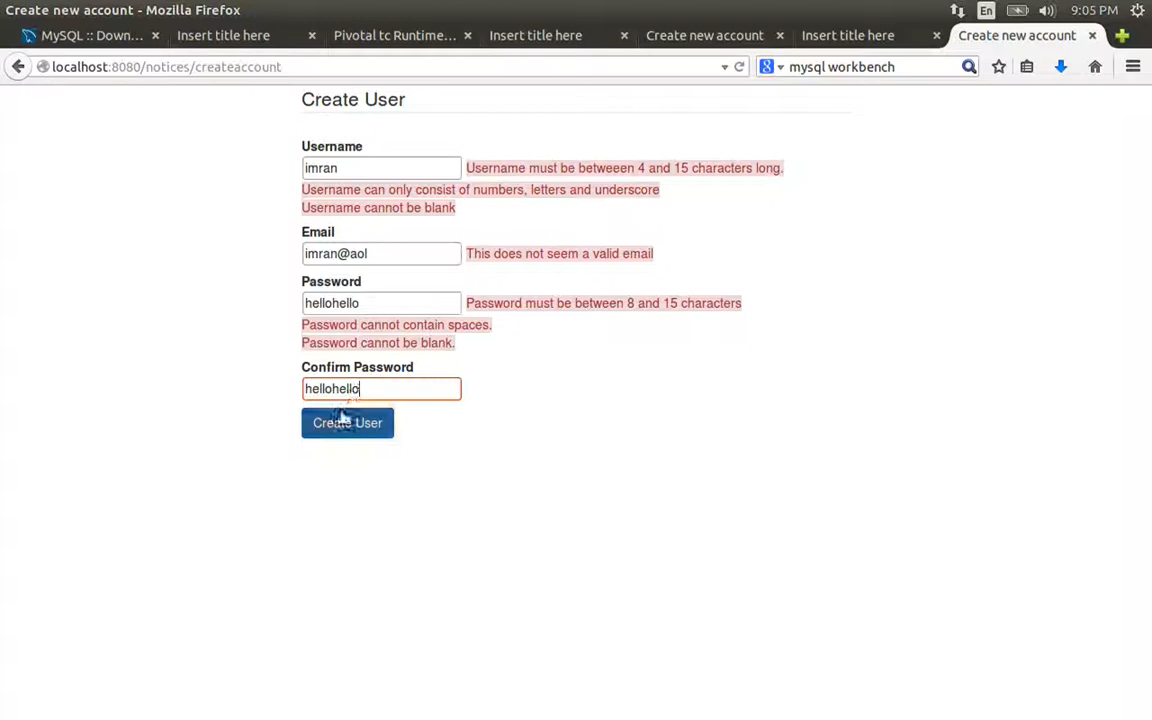 Create new account - Mozilla Firefox En 9:05 PM
MySQL :: Down... Insert title here Pivotal tc Runtime... Insert title here Create new account Insert title here Create new account
localhost:8080/notices/createaccount mysql workbench
Create User
Username
imran Username must be betweeen 4 and 15 characters long.
Username can only consist of numbers, letters and underscore
Username cannot be blank
Email
imran@aol This does not seem a valid email
Password
hellohello Password must be between 8 and 15 characters
Password cannot contain spaces.
Password cannot be blank.
Confirm Password
hellohello
Create User